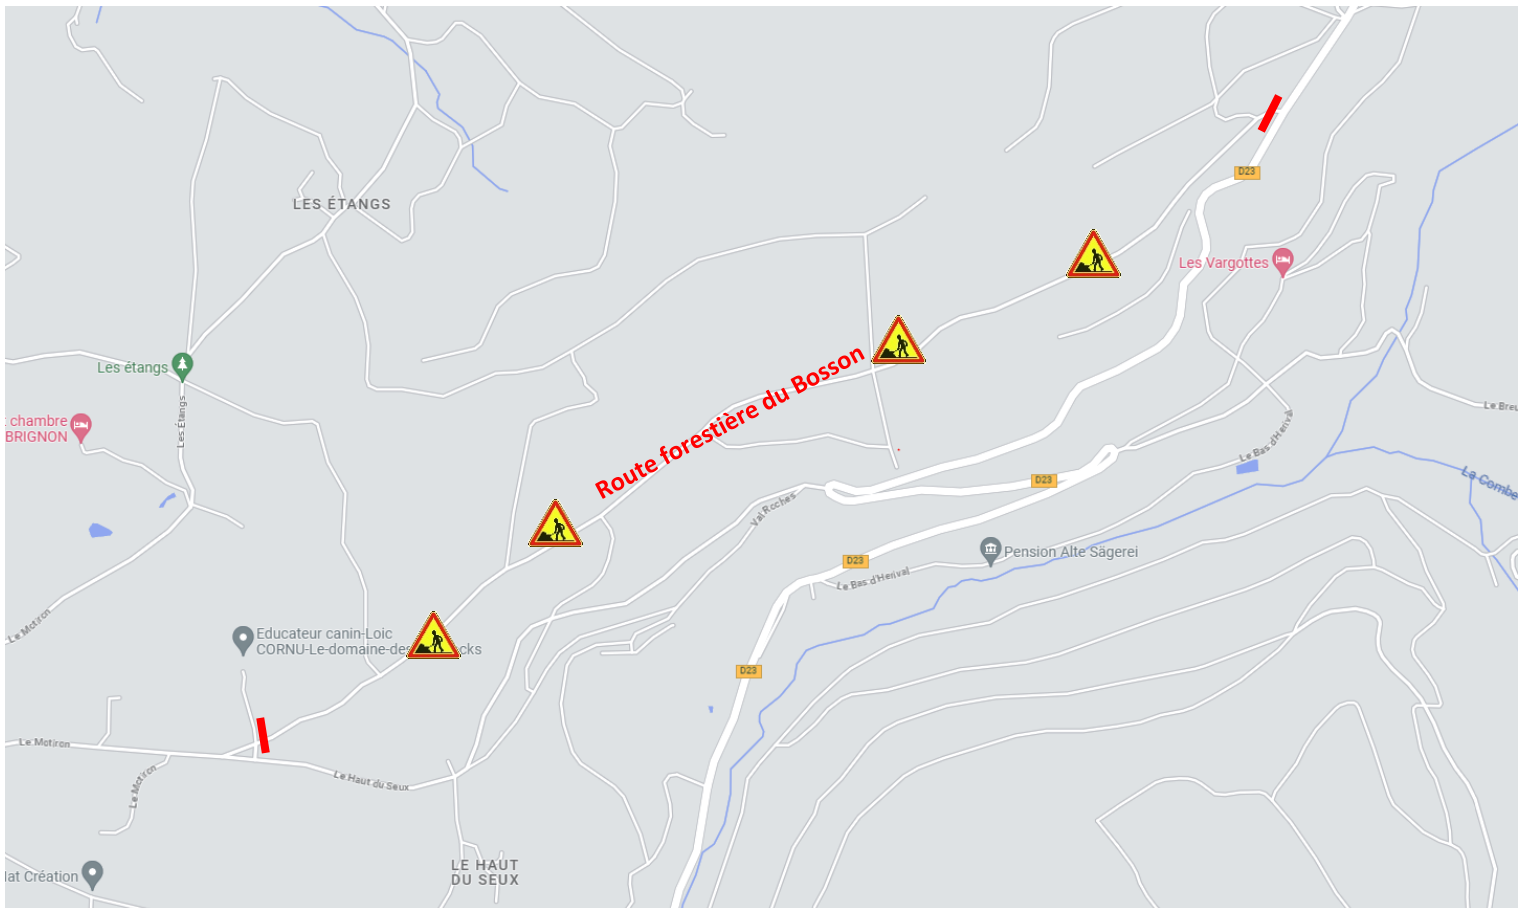 D23
LES ÉTANGS
Les Vargottes
Les étangs
Route forestière du Bosson
Les Étangs
chambre
BRIGNON
Le Breu
Le Bas d'Herival
La Combe
D23
Val Roches
Pension Alte Sägerei
D23
Le Bas d'Herival
Le Motiron
Educateur canin-Loic
CORNU-Le-domaine-des cks
D23
Le Motiron
Le Motiron
Le Haut du Seux
LE HAUT
DU SEUX
lat Création